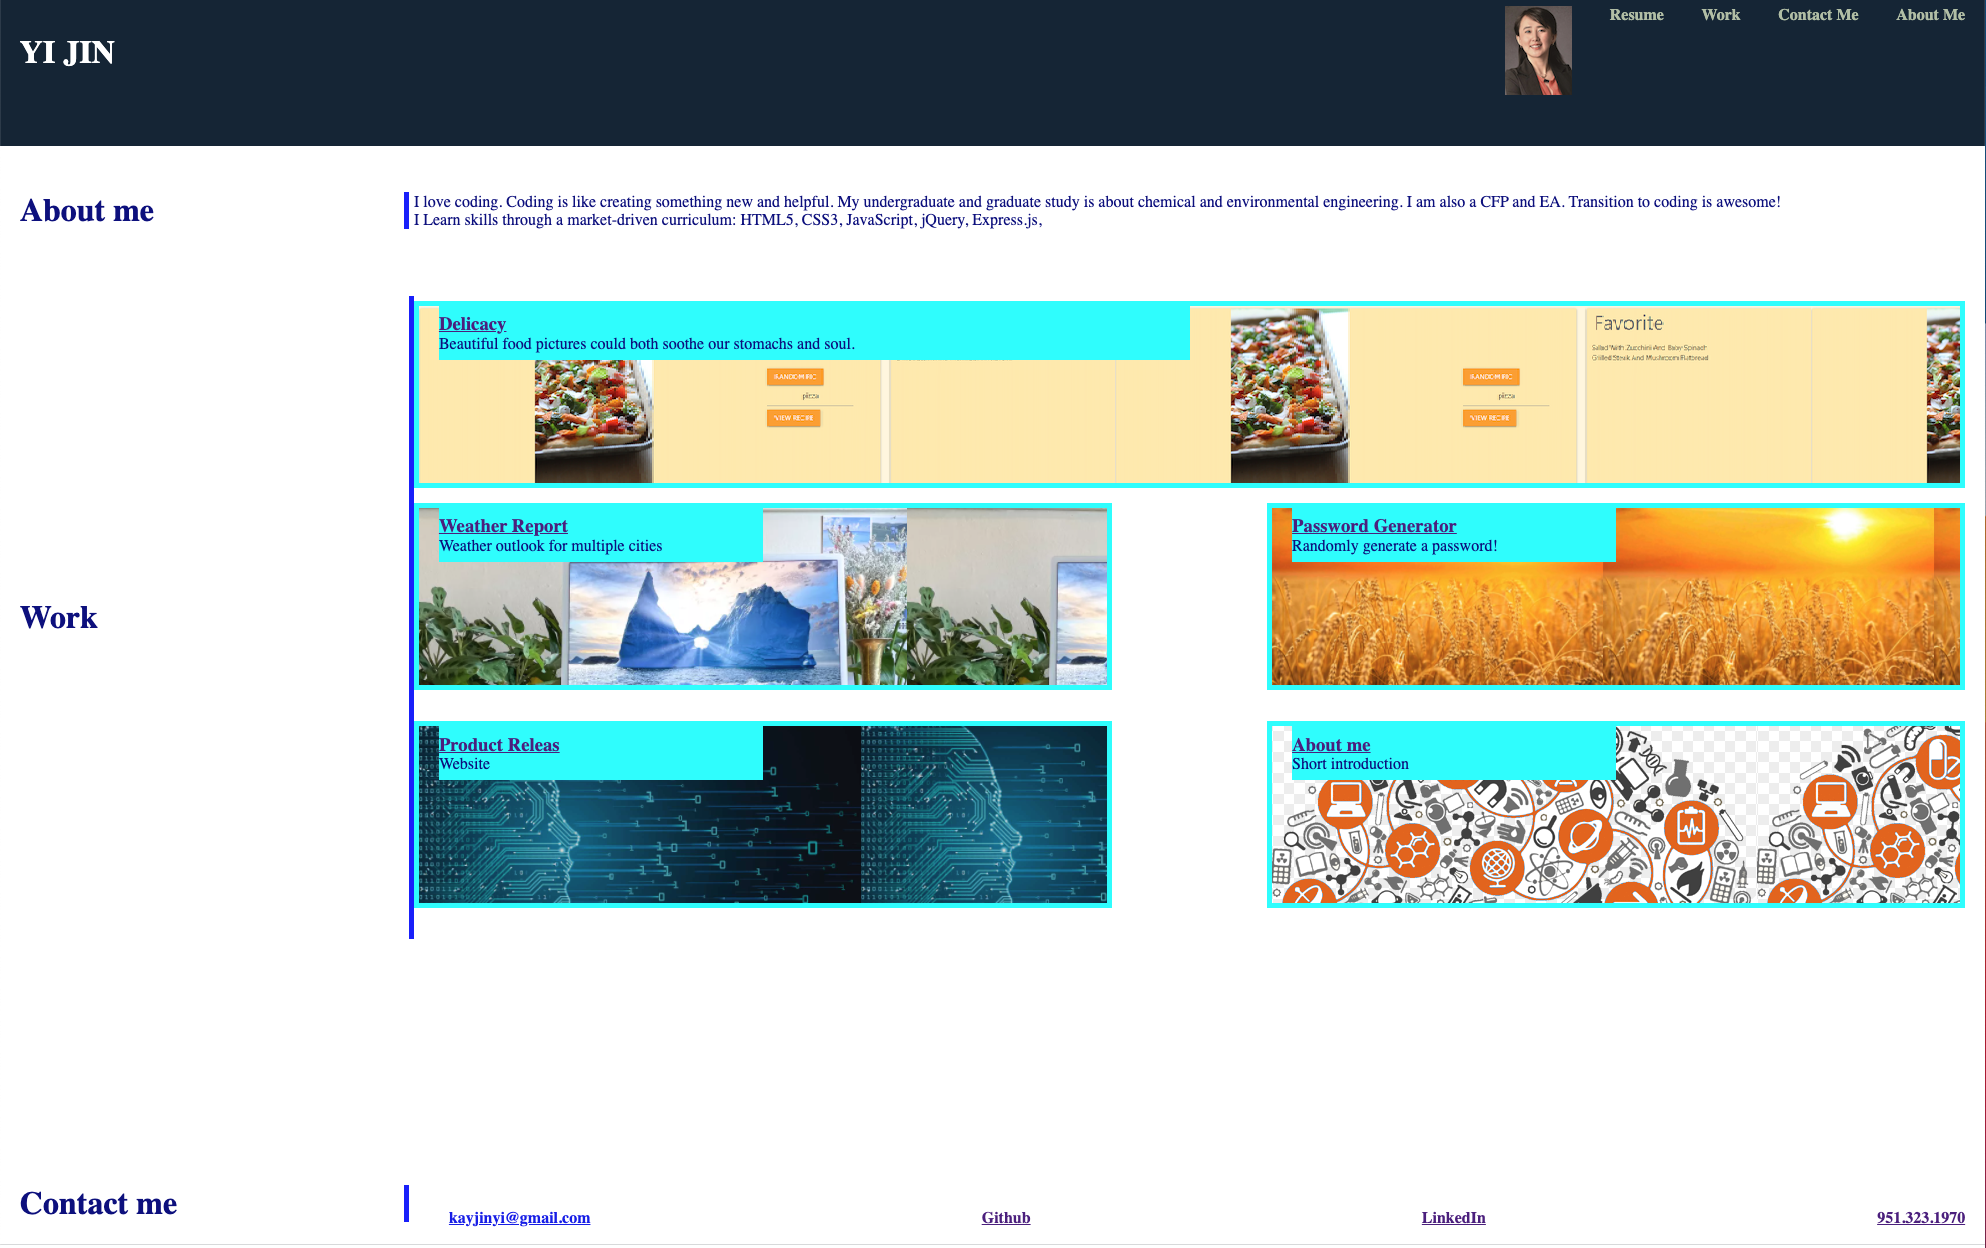 YI JIN
Resume Work Contact Me About Me
About me
I love coding. Coding is like creating something new and helpful. My undergraduate and graduate study is about chemical and environmental engineering. I am also a CFP and EA. Transition to coding is awesome!
I Learn skills through a market-driven curriculum: HTML5, CSS3, JavaScript, jQuery, Express.js,
Work
Delicacy
Beautiful food pictures could both soothe our stomachs and soul.
RANDOM RIC
pizza
VIEW RECIPE
RANDOM RIC
pizza
VIEW RECIPE
Favorite
Salad With Zucchini And Baby Spinach
Grilled Steak And Mushroom Flatbread
Weather Report
Weather outlook for multiple cities
Password Generator
Randomly generate a password!
Product Releas
Website
About me
Short introduction
Contact me
kayjinyi@gmail.com
Github
LinkedIn
951.323.1970